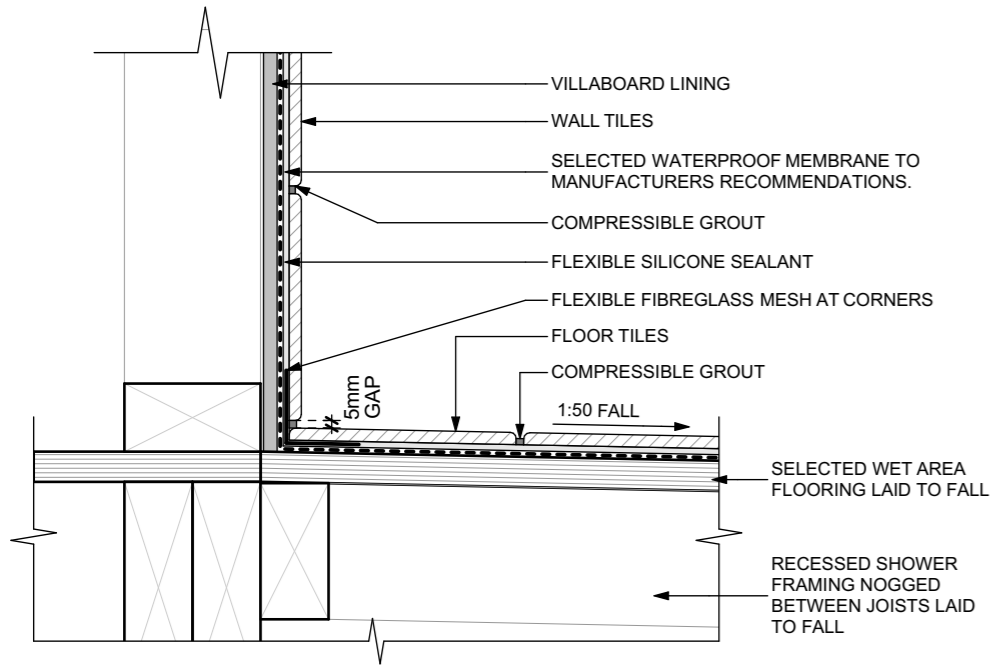 VILLABOARD LINING
WALL TILES
SELECTED WATERPROOF MEMBRANE TO
MANUFACTURERS RECOMMENDATIONS.
COMPRESSIBLE GROUT
FLEXIBLE SILICONE SEALANT
FLEXIBLE FIBREGLASS MESH AT CORNERS
FLOOR TILES
COMPRESSIBLE GROUT
5mm
GAP
1:50 FALL
SELECTED WET AREA
FLOORING LAID TO FALL
RECESSED SHOWER
FRAMING NOGGED
BETWEEN JOISTS LAID
TO FALL